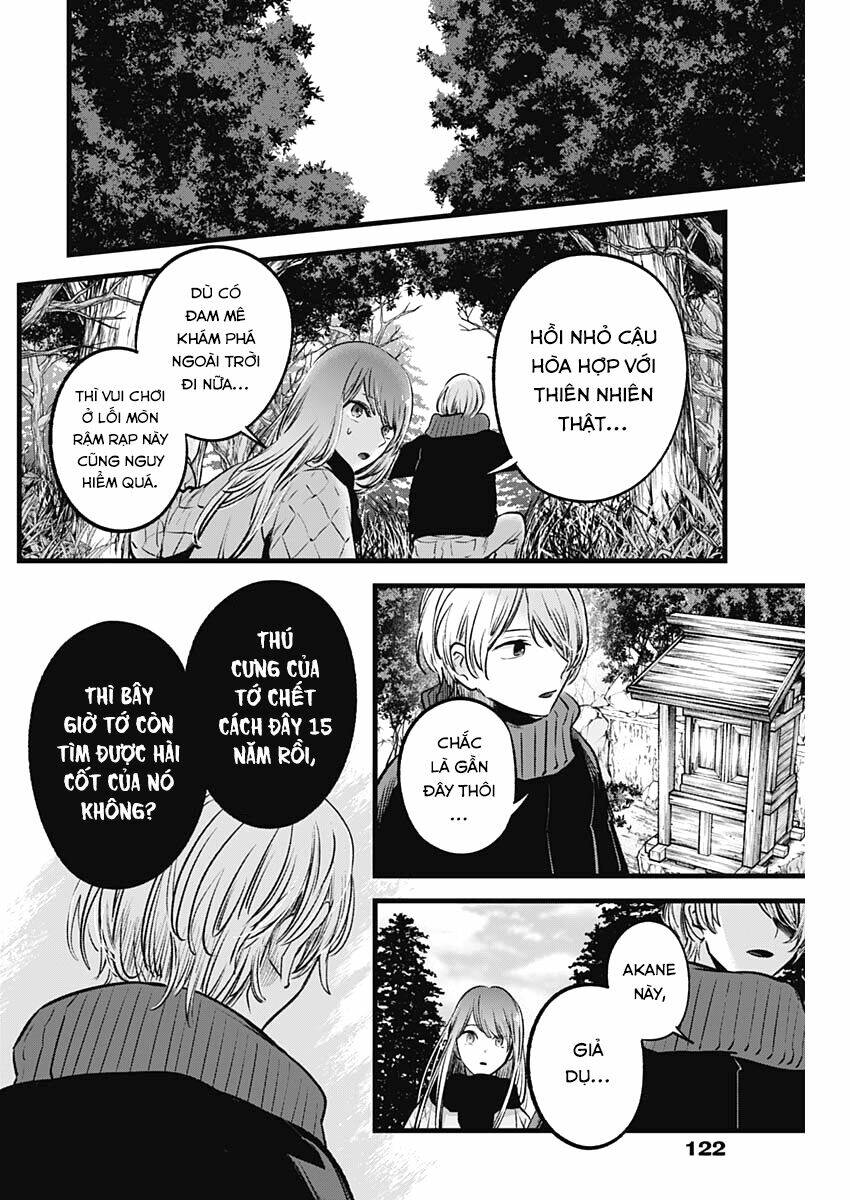 HỒI NHỎ CẬU
HÒA HỢP VỚI
THIÊN NHIÊN
THẬT...
DÙ CÓ
ĐAM MÊ
KHÁM PHÁ
NGOÀI TRỜI
ĐI NỮA...
THÌ VUI CHƠI
Ở LỐI MÒN
RẬM RẠP NÀY
CŨNG NGUY
HIỂM QUÁ.
CHẮC
LÀ GẦN
ĐÂY THÔI
...
AKANE
NÀY,
GIẢ
DỤ...
THÚ
CƯNG CỦA
TỚ CHẾT
CÁCH ĐÂY 15
NĂM RỒI,
THÌ BÂY
GIỜ TỚ CÒN
TÌM ĐƯỢC HÀI
CỐT CỦA NÓ
KHÔNG?
122